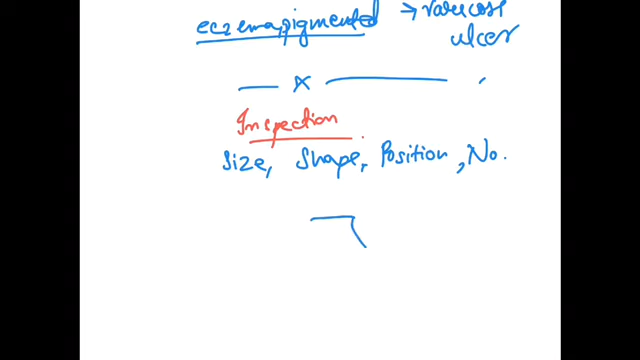 eczema, pigmented → varicose
ulcer
x
Inspection
Size, Shape, Position, No.